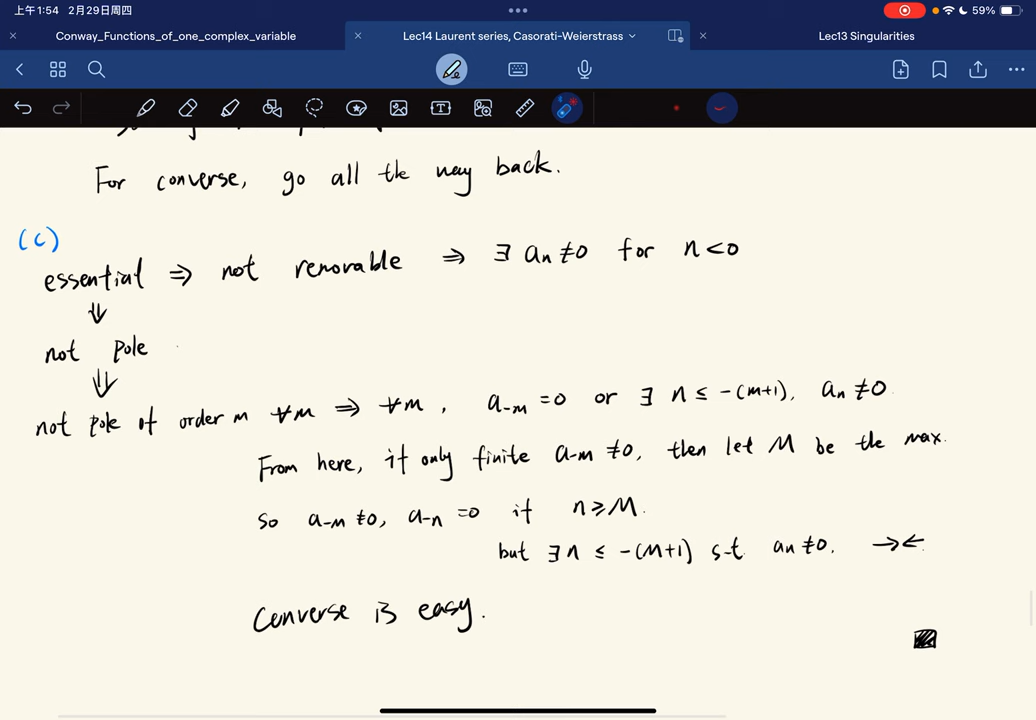 上午1:54 2月29日周四
59%
Conway_Functions_of_one_complex_variable
Lec14 Laurent series, Casorati-Weierstrass
Lec13 Singularities
For converse, go all the way back.
(c)
essential ⇒ not removable ⇒ ∃ aₙ ≠ 0 for n < 0
⇓
not pole
⇓
not pole of order m ∀m ⇒ ∀m, a₋ₘ = 0 or ∃ n ≤ -(m+1), aₙ ≠ 0
From here, if only finite a₋ₘ ≠ 0, then let M be the max.
so a₋M ≠ 0, a₋ₙ = 0 if n ≥ M.
but ∃ n ≤ -(M+1) s.t. aₙ ≠ 0. →←
Converse is easy.